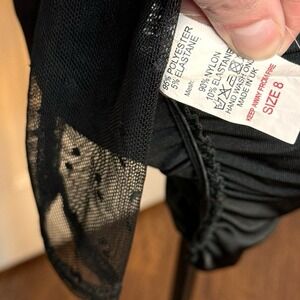 95% POLYESTER
5% ELASTANE
Mesh:
90% NYLON
10% ELASTANE
HAND WASH ONLY
MADE IN UK
KEEP AWAY FROM FIRE
SIZE 8